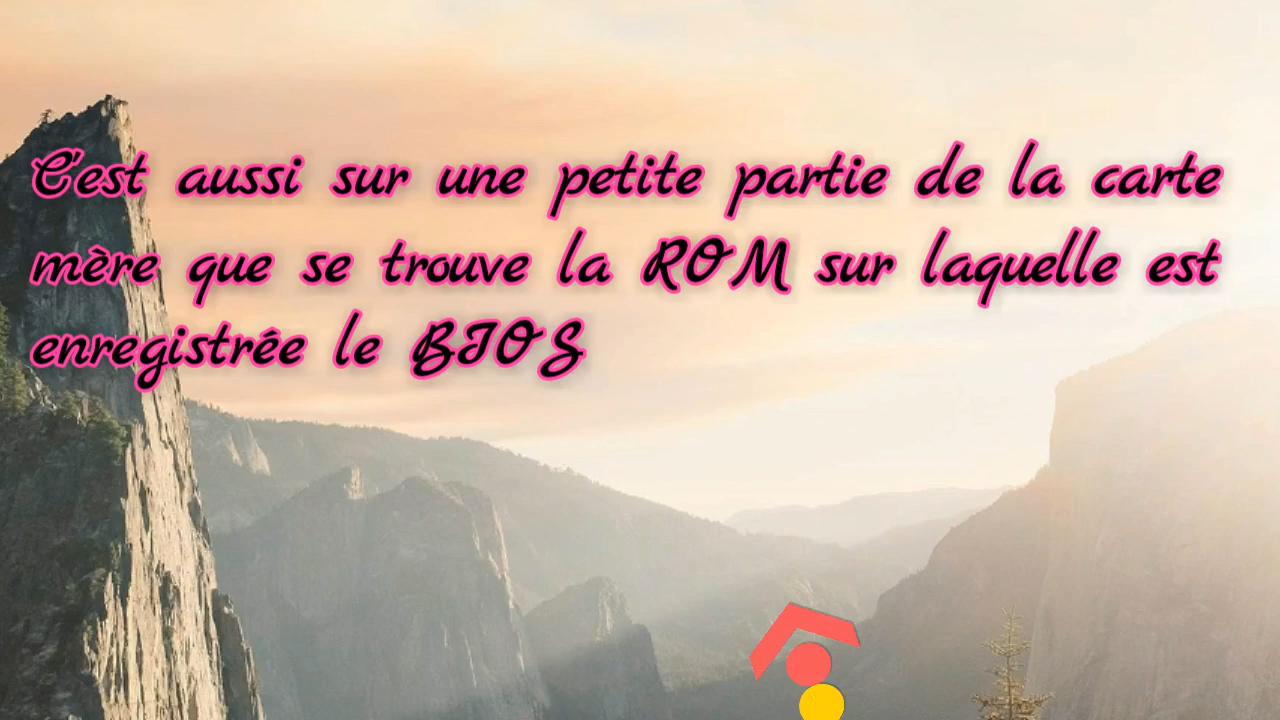 C'est aussi sur une petite partie de la carte
mère que se trouve la ROM sur laquelle est
enregistrée le BIOS